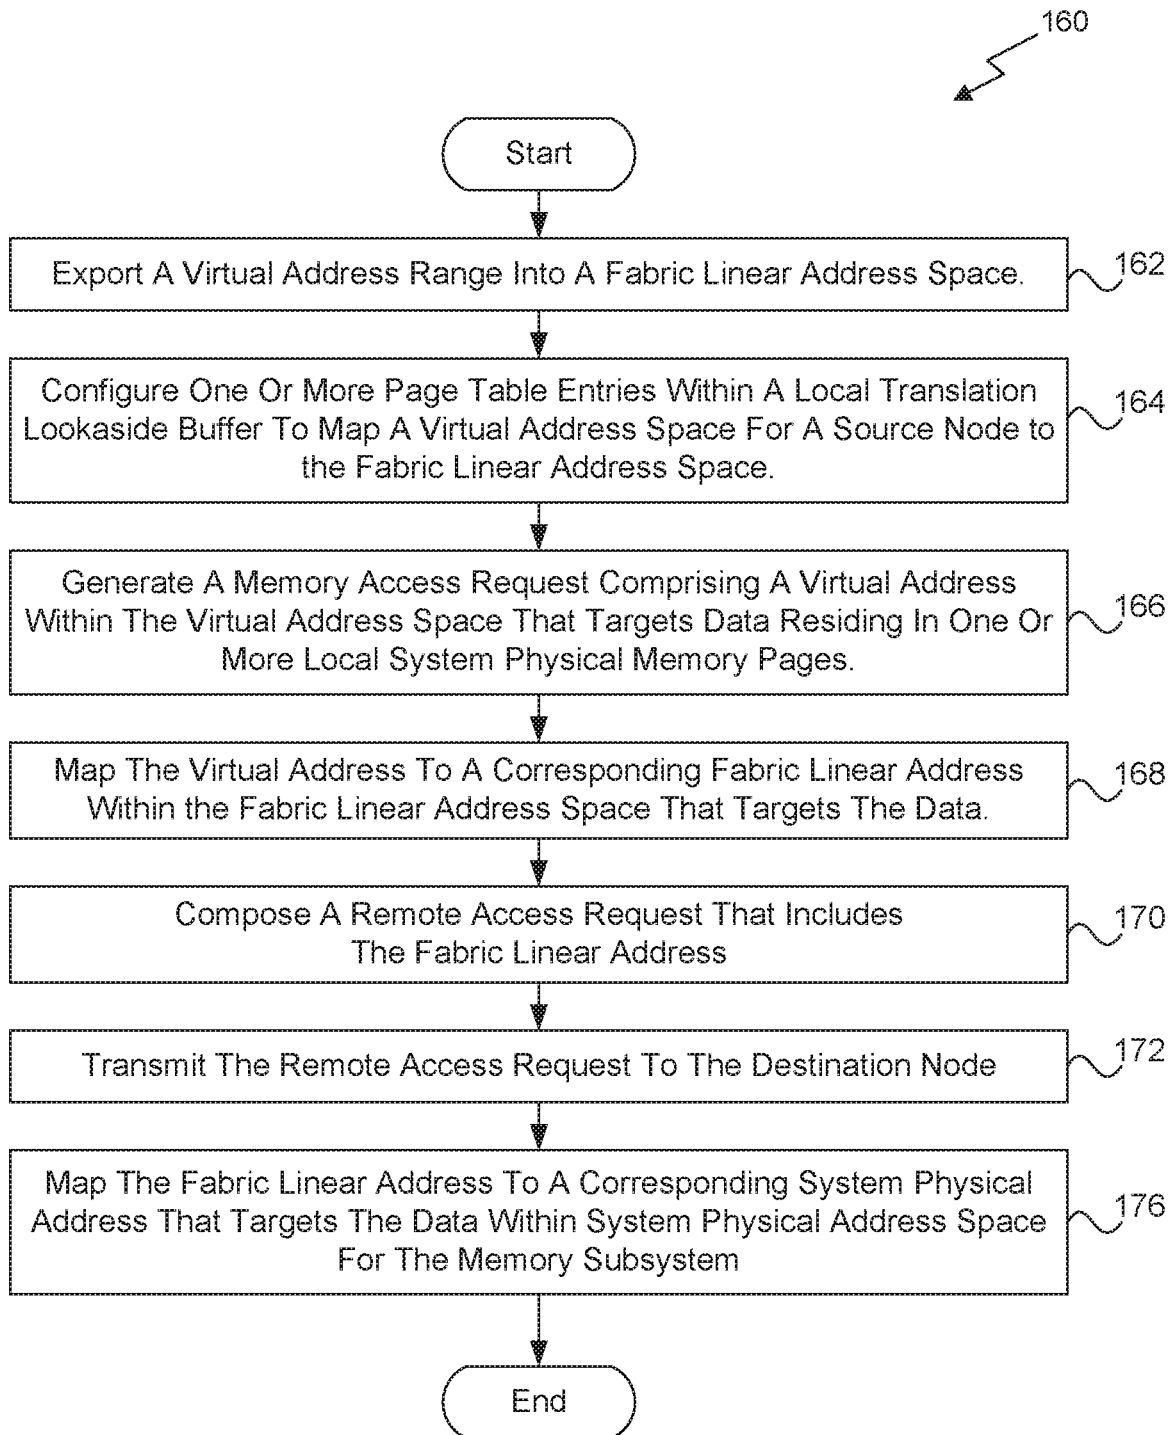 160
Start
Export A Virtual Address Range Into A Fabric Linear Address Space.
162
Configure One Or More Page Table Entries Within A Local Translation
Lookaside Buffer To Map A Virtual Address Space For A Source Node to
the Fabric Linear Address Space.
164
Generate A Memory Access Request Comprising A Virtual Address
Within The Virtual Address Space That Targets Data Residing In One Or
More Local System Physical Memory Pages.
166
Map The Virtual Address To A Corresponding Fabric Linear Address
Within the Fabric Linear Address Space That Targets The Data.
168
Compose A Remote Access Request That Includes
The Fabric Linear Address
170
Transmit The Remote Access Request To The Destination Node
172
Map The Fabric Linear Address To A Corresponding System Physical
Address That Targets The Data Within System Physical Address Space
For The Memory Subsystem
176
End